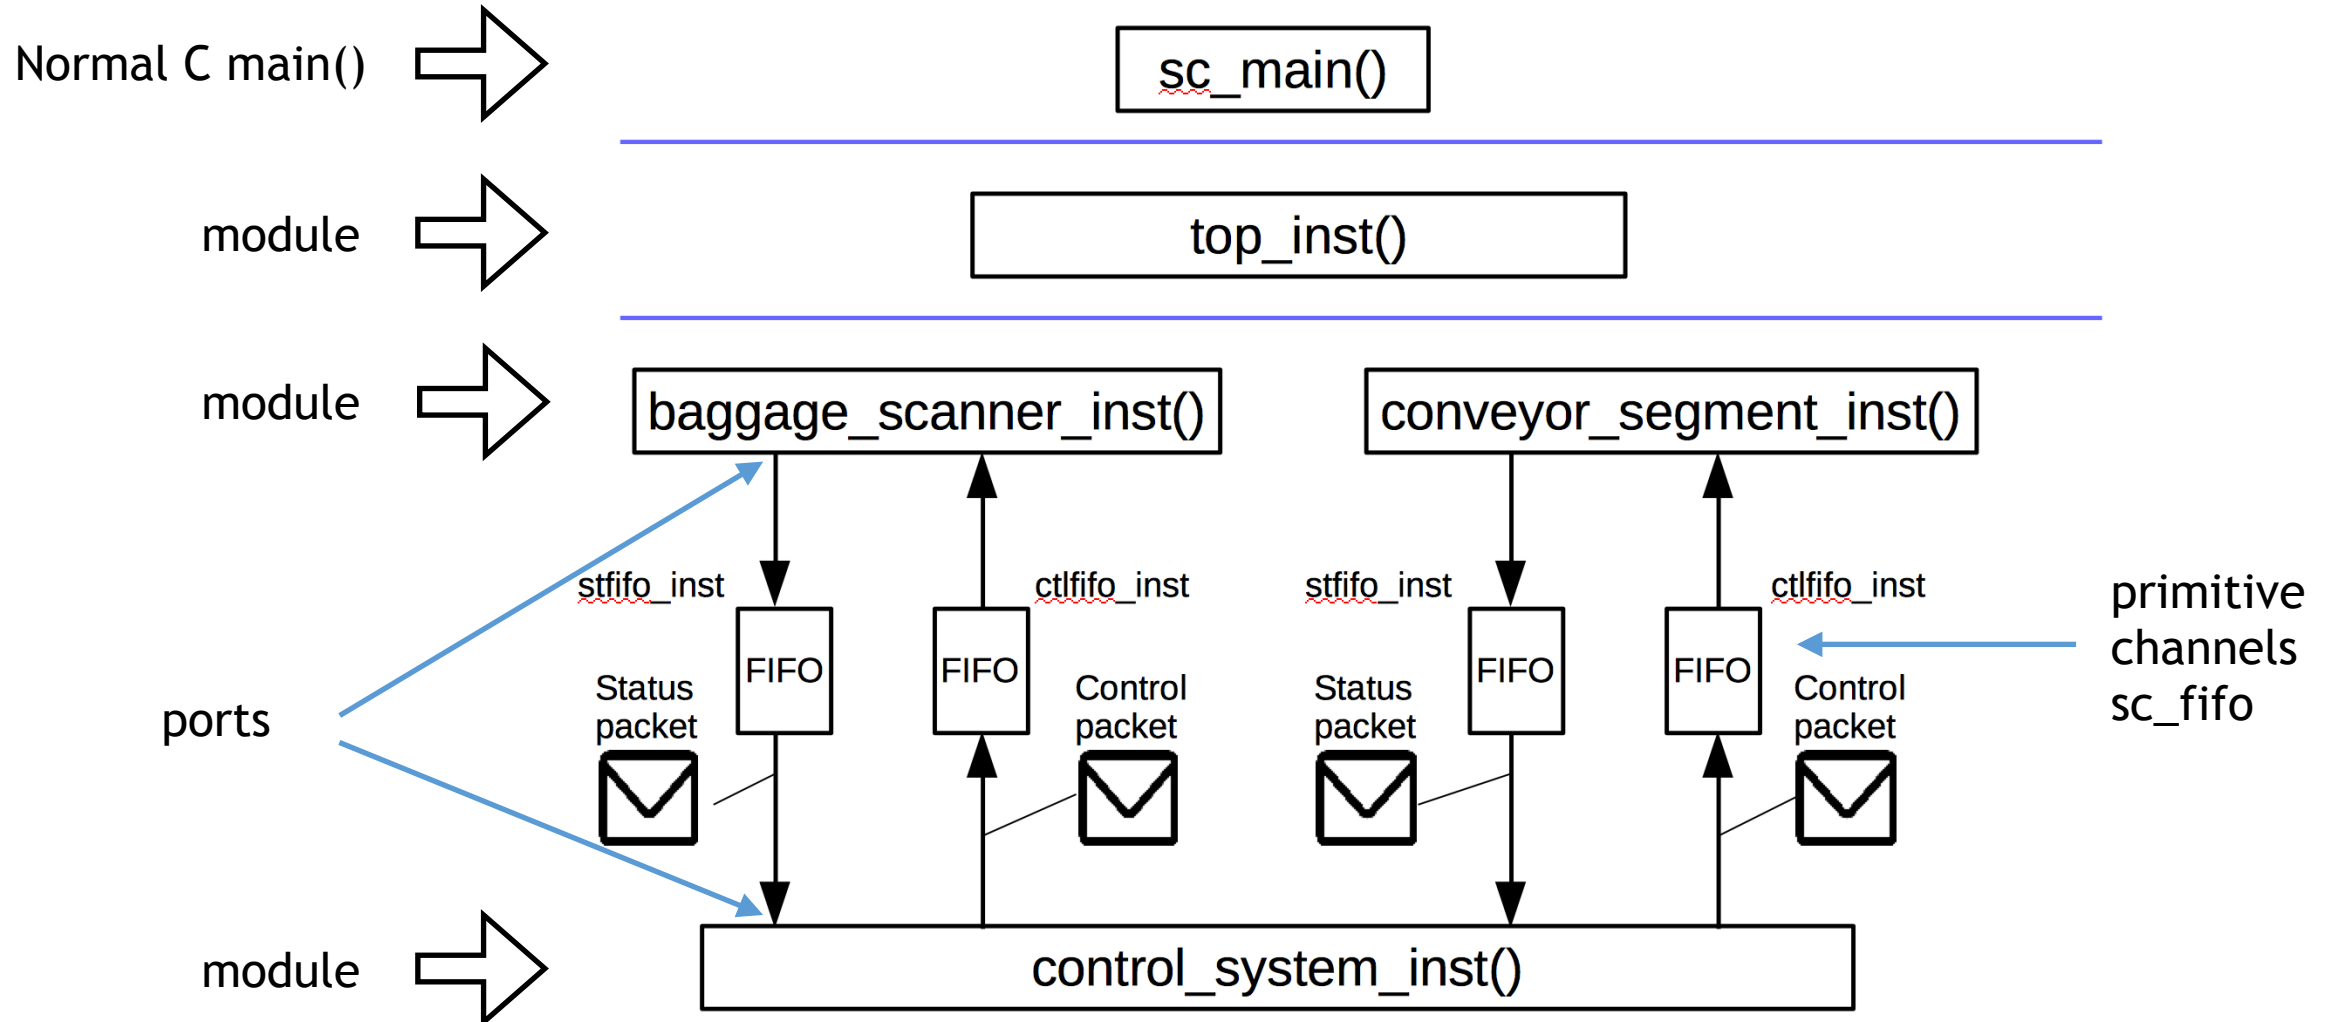 Normal C main()
sc_main()
module
top_inst()
module
baggage_scanner_inst()
conveyor_segment_inst()
stfifo_inst
ctlfifo_inst
stfifo_inst
ctlfifo_inst
primitive
channels
sc_fifo
FIFO
FIFO
FIFO
FIFO
Status
packet
Control
packet
Status
packet
Control
packet
ports
module
control_system_inst()